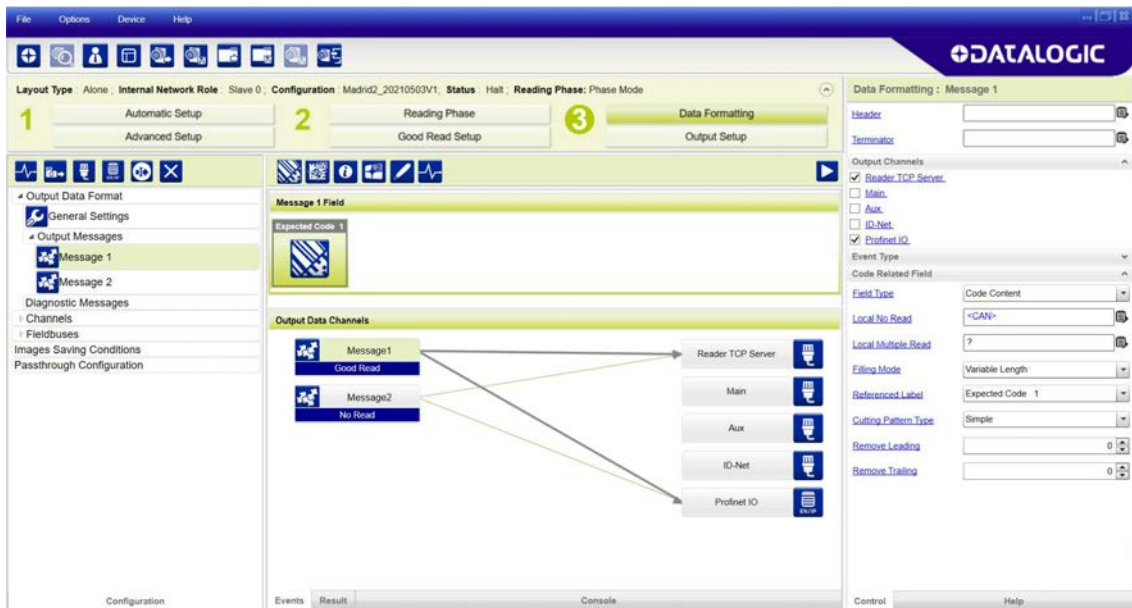 File Options Device Help
DATALOGIC
Layout Type : Alone ; Internal Network Role : Slave 0 ; Configuration : Madrid2_20210503V1; Status : Halt ; Reading Phase: Phase Mode
1 Automatic Setup
Advanced Setup
2 Reading Phase
Good Read Setup
3 Data Formatting
Output Setup
Output Data Format
General Settings
Output Messages
Message 1
Message 2
Diagnostic Messages
Channels
Fieldbuses
Images Saving Conditions
Passthrough Configuration
Configuration
Message 1 Field
Expected Code 1
Output Data Channels
Message1
Good Read
Message2
No Read
Reader TCP Server
Main
Aux
ID-Net
Profinet IO
EN/IP
Events Result Console
Data Formatting : Message 1
Header
Terminator
Output Channels
Reader TCP Server
Main
Aux
ID-Net
Profinet IO
Event Type
Code Related Field
Field Type Code Content
Local No Read <CAN>
Local Multiple Read ?
Filling Mode Variable Length
Referenced Label Expected Code 1
Cutting Pattern Type Simple
Remove Leading 0
Remove Trailing 0
Control Help